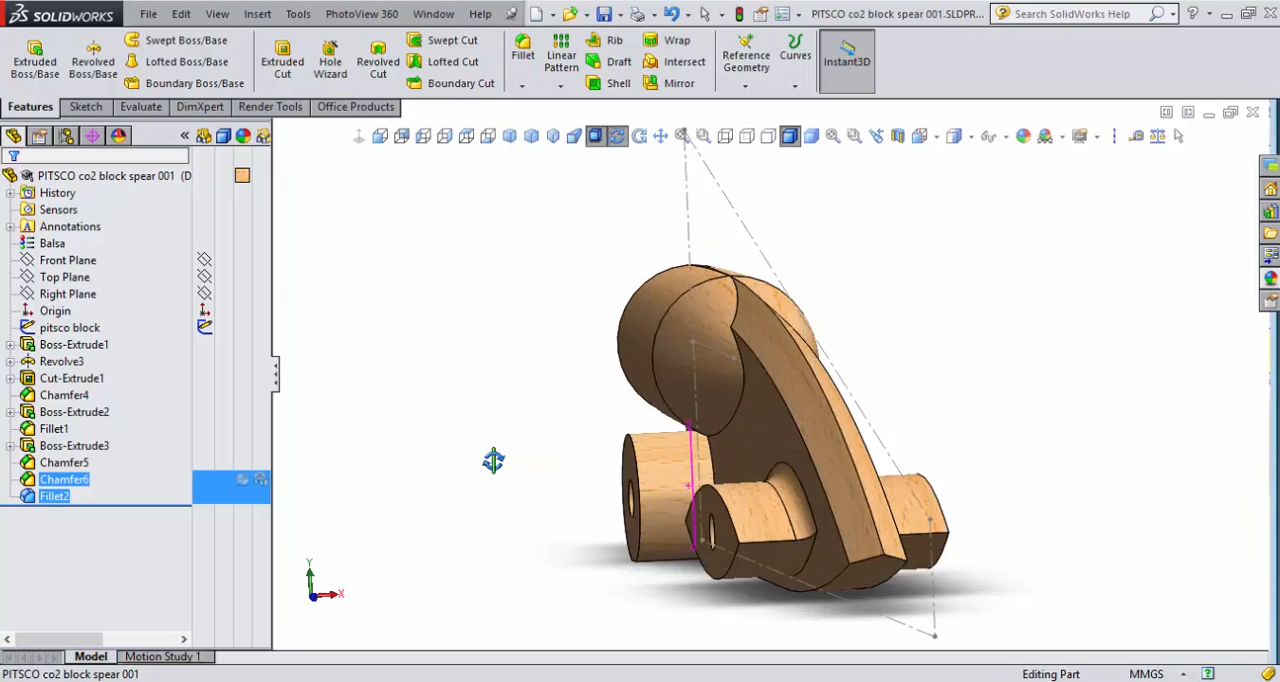 SOLIDWORKS File Edit View Insert Tools PhotoView 360 Window Help PITSCO co2 block spear 001.SLDPR... Search SolidWorks Help
Extruded Boss/Base
Revolved Boss/Base
Swept Boss/Base
Lofted Boss/Base
Boundary Boss/Base
Extruded Cut
Hole Wizard
Revolved Cut
Swept Cut
Lofted Cut
Boundary Cut
Fillet
Linear Pattern
Rib
Draft
Shell
Wrap
Intersect
Mirror
Reference Geometry
Curves
Instant3D
Features Sketch Evaluate DimXpert Render Tools Office Products
PITSCO co2 block spear 001 (D
History
Sensors
Annotations
Balsa
Front Plane
Top Plane
Right Plane
Origin
pitsco block
Boss-Extrude1
Revolve3
Cut-Extrude1
Chamfer4
Boss-Extrude2
Fillet1
Boss-Extrude3
Chamfer5
Chamfer6
Fillet2
Y
X
Model Motion Study 1
PITSCO co2 block spear 001 Editing Part MMGS